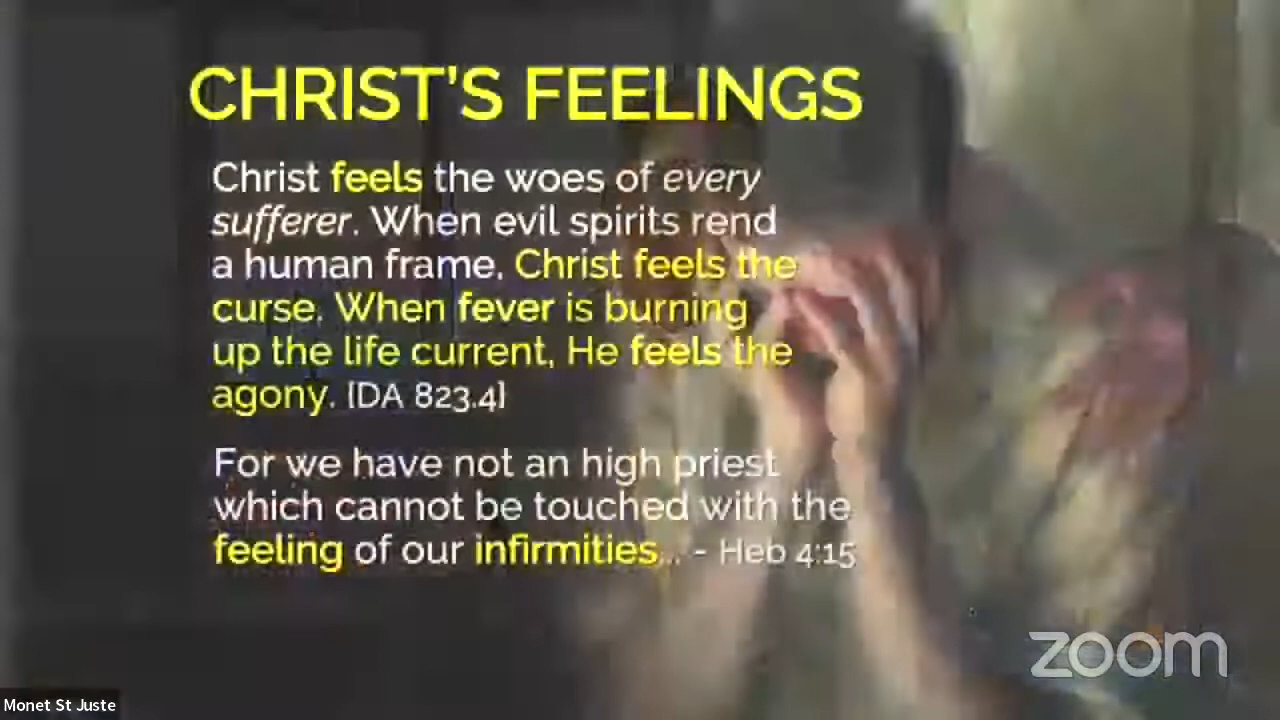 CHRIST'S FEELINGS
Christ feels the woes of every
sufferer. When evil spirits rend
a human frame, Christ feels the
curse. When fever is burning
up the life current, He feels the
agony. {DA 823.4}
For we have not an high priest
which cannot be touched with the
feeling of our infirmities... - Heb 4:15
zoom
Monet St Juste